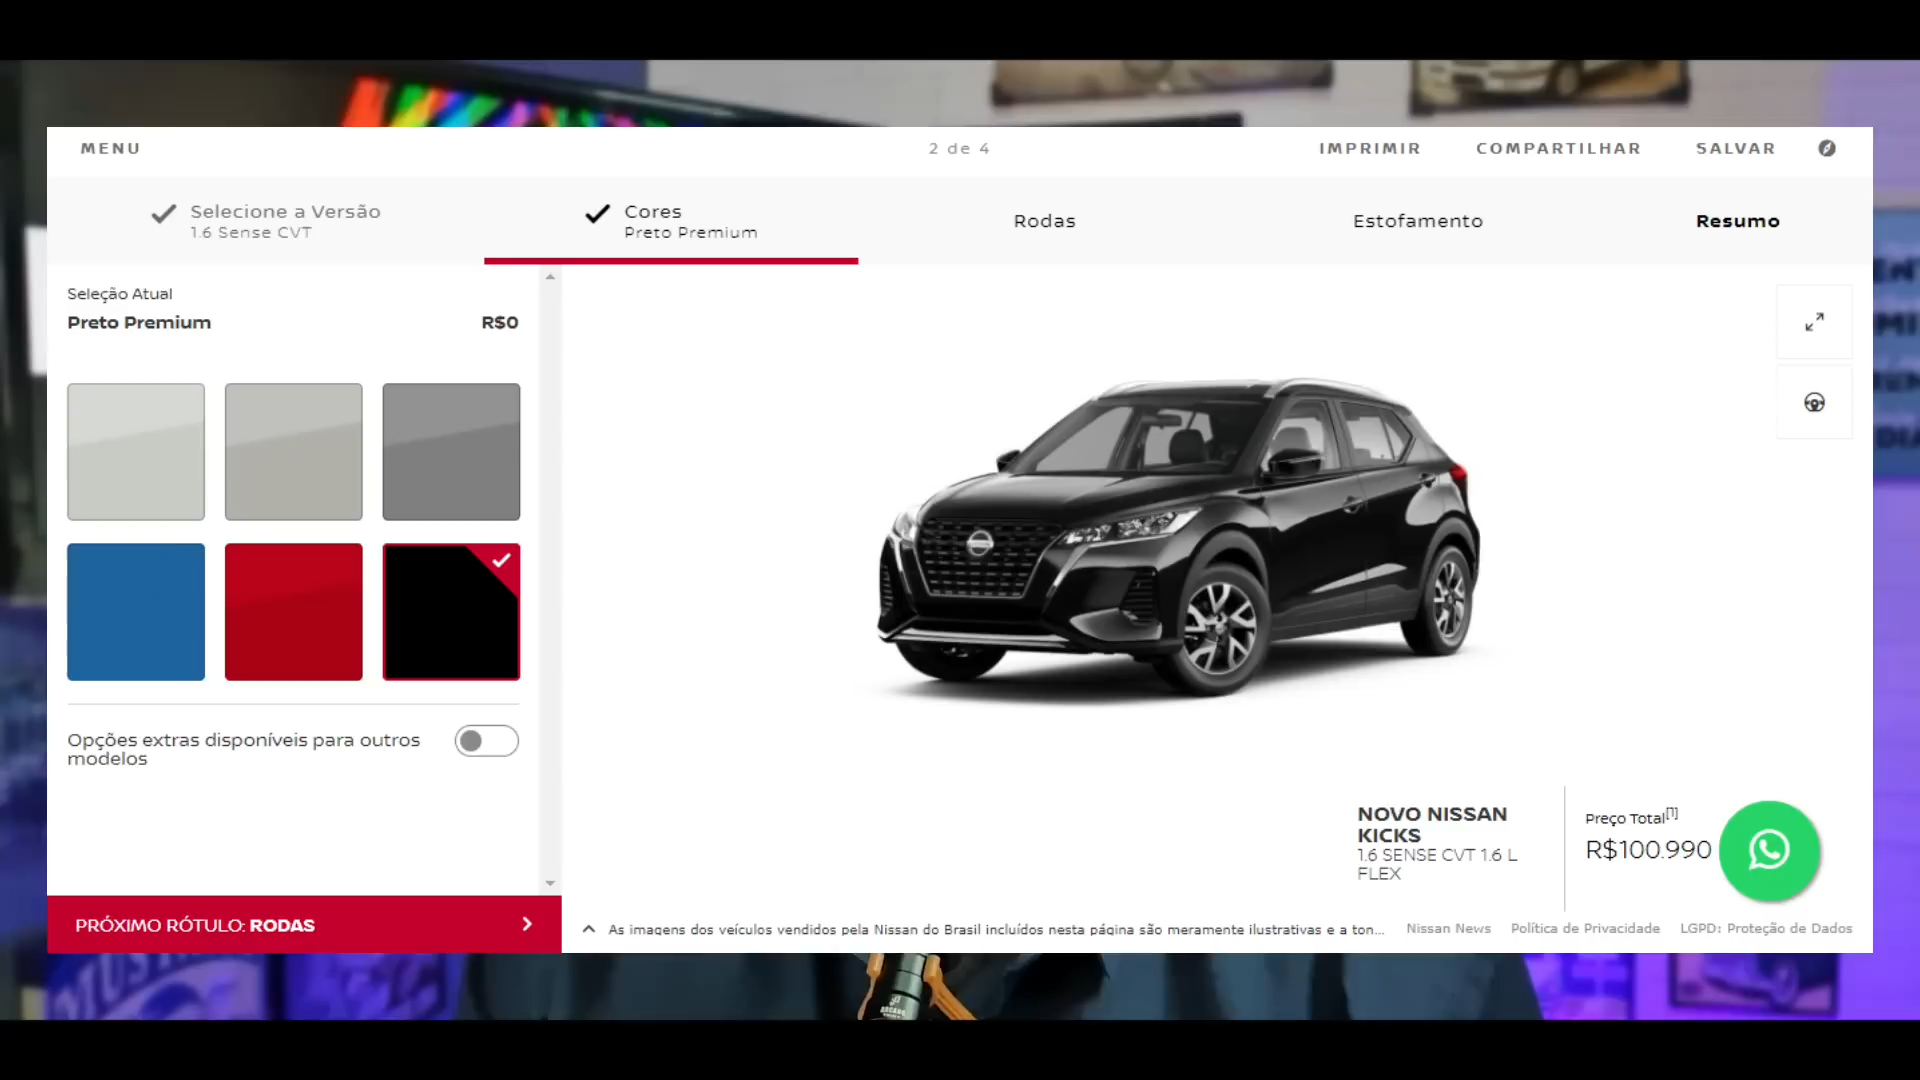 MENU
2 de 4
IMPRIMIR
COMPARTILHAR
SALVAR
Selecione a Versão
1.6 Sense CVT
Cores
Preto Premium
Rodas
Estofamento
Resumo
Seleção Atual
Preto Premium
R$0
Opções extras disponíveis para outros
modelos
NOVO NISSAN
KICKS
1.6 SENSE CVT 1.6 L
FLEX
Preço Total[1]
R$100.990
PRÓXIMO RÓTULO: RODAS
As imagens dos veículos vendidos pela Nissan do Brasil incluídos nesta página são meramente ilustrativas e a ton...
Nissan News
Política de Privacidade
LGPD: Proteção de Dados